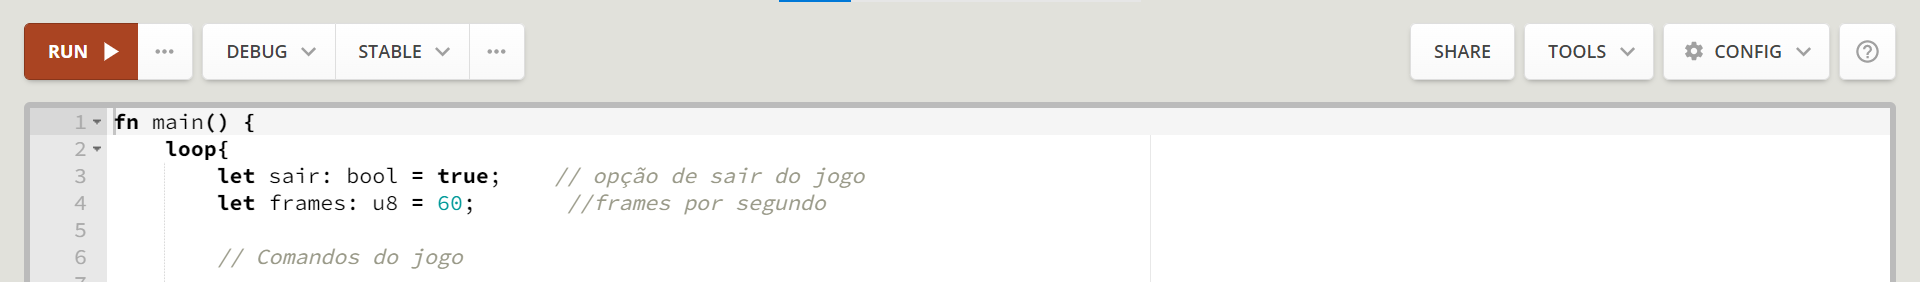 RUN ••• DEBUG STABLE ••• SHARE TOOLS CONFIG ?
1 fn main() {
2 loop{
3 let sair: bool = true; // opção de sair do jogo
4 let frames: u8 = 60; //frames por segundo
5
6 // Comandos do jogo